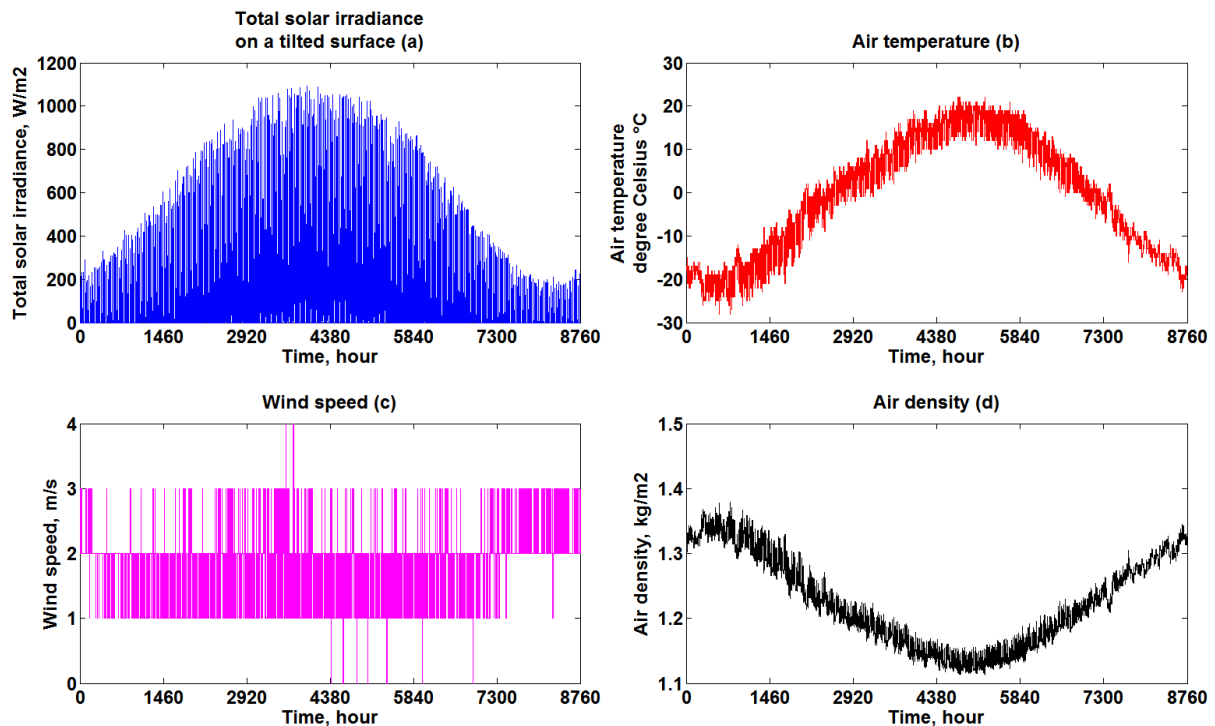 Total solar irradiance
on a tilted surface (a)
Total solar irradiance, W/m2
1200
1000
800
600
400
200
0
0 1460 2920 4380 5840 7300 8760
Time, hour
Air temperature (b)
Air temperature
degree Celsius °C
30
20
10
0
-10
-20
-30
0 1460 2920 4380 5840 7300 8760
Time, hour
Wind speed (c)
Wind speed, m/s
4
3
2
1
0
0 1460 2920 4380 5840 7300 8760
Time, hour
Air density (d)
Air density, kg/m2
1.5
1.4
1.3
1.2
1.1
0 1460 2920 4380 5840 7300 8760
Time, hour